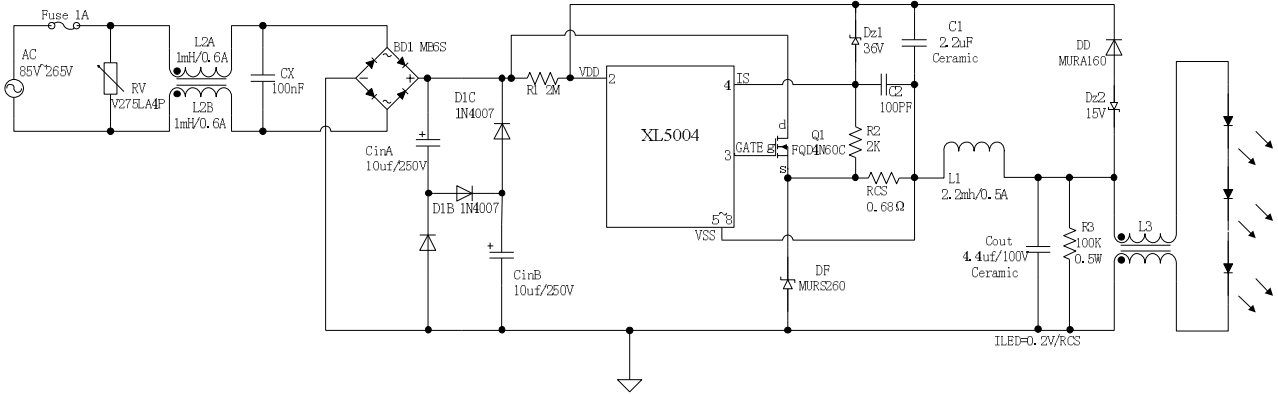 Fuse 1A
AC
85V~265V
RV
V275LA4P
L2A
1mH/0.6A
L2B
1mH/0.6A
CX
100nF
BD1 MB6S
CinA
10uf/250V
D1C
1N4007
D1B 1N4007
CinB
10uf/250V
R1 2M
VDD
2
XL5004
4
IS
3
GATE
5~8
VSS
d
g
s
Q1
FQD4N60C
DF
MURS260
Dz1
36V
C1
2.2uF
Ceramic
C2
100PF
R2
2K
RCS
0.68Ω
L1
2.2mh/0.5A
DD
MURA160
Dz2
15V
Cout
4.4uf/100V
Ceramic
R3
100K
0.5W
L3
ILED=0.2V/RCS